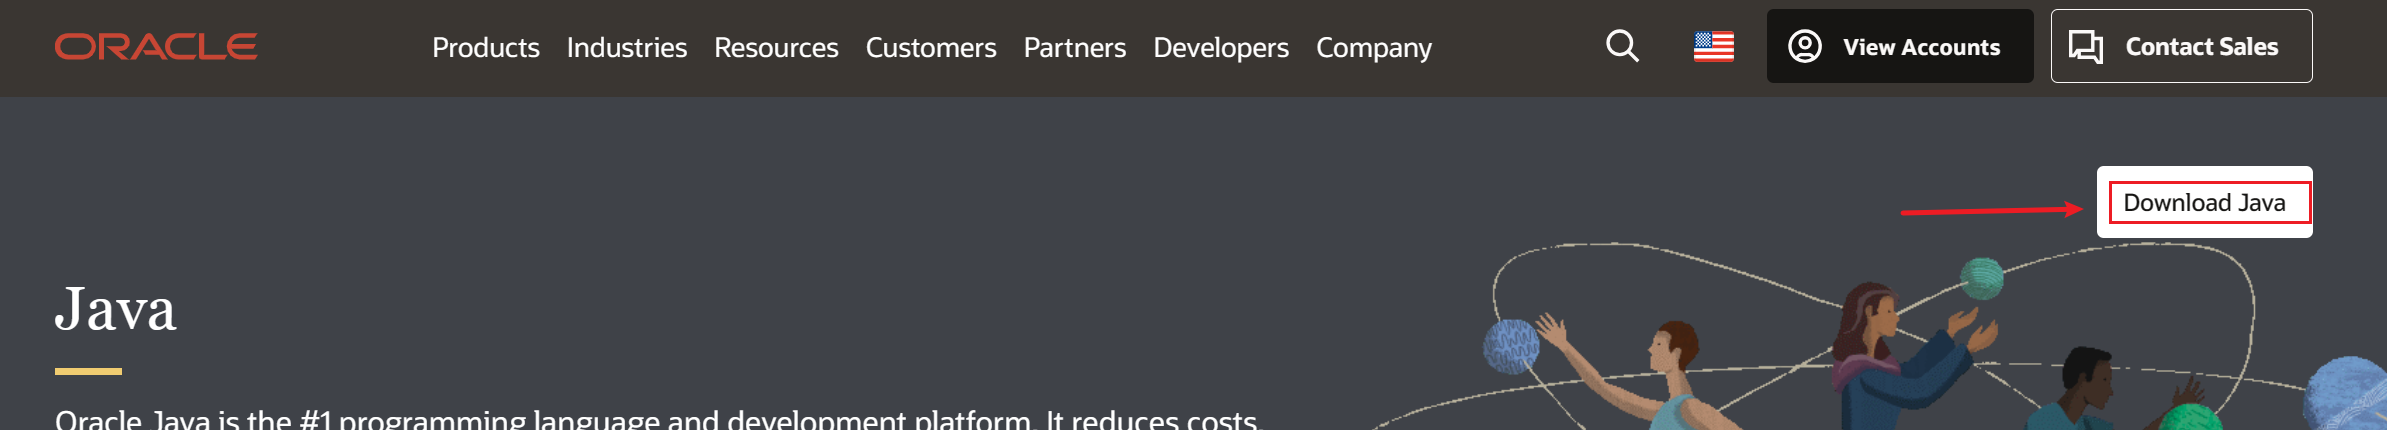 ORACLE
Products Industries Resources Customers Partners Developers Company
View Accounts
Contact Sales
Download Java
Java
Oracle Java is the #1 programming language and development platform. It reduces costs,